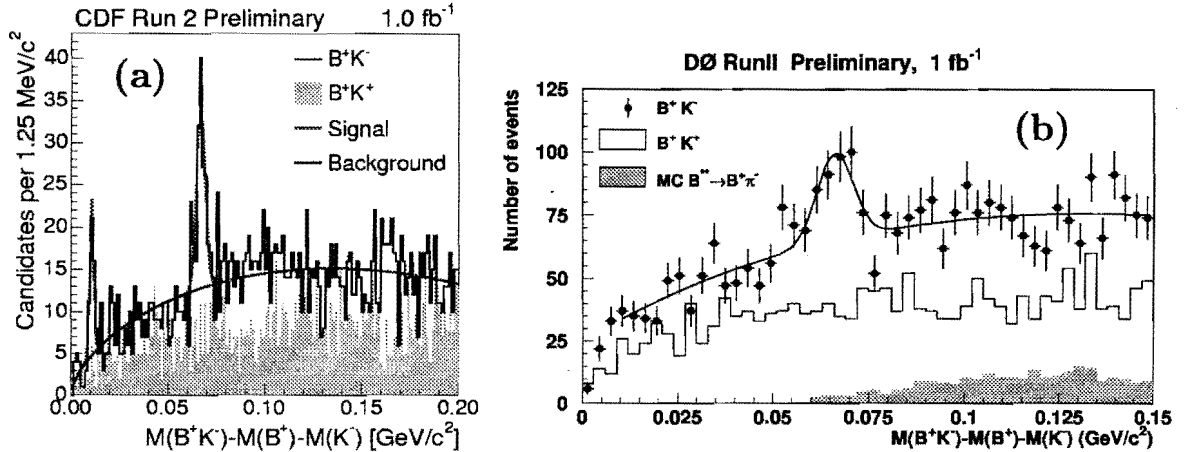 CDF Run 2 Preliminary 1.0 fb⁻¹
(a)
B⁺K⁻
B⁺K⁺
Signal
Background
Candidates per 1.25 MeV/c²
40
35
30
25
20
15
10
5
0
0.00 0.05 0.10 0.15 0.20
M(B⁺K⁻)-M(B⁺)-M(K⁻) [GeV/c²]
DØ RunII Preliminary, 1 fb⁻¹
(b)
B⁺ K⁻
B⁺ K⁺
MC B**→B⁺π⁻
Number of events
125
100
75
50
25
0
0 0.025 0.05 0.075 0.1 0.125 0.15
M(B⁺K⁻)-M(B⁺)-M(K⁻) (GeV/c²)